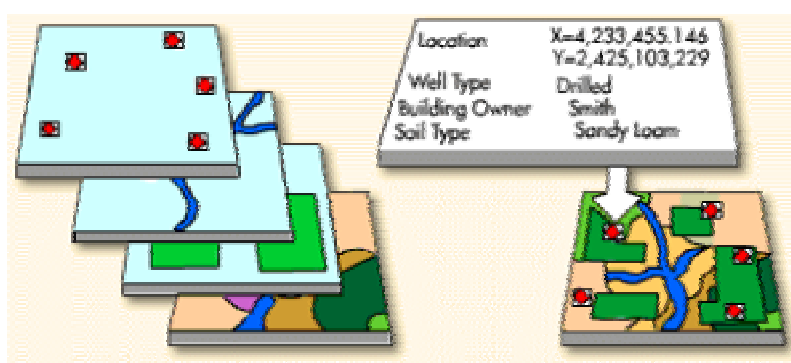 Location X=4,233,455.146
Y=2,425,103,229
Well Type Drilled
Building Owner Smith
Soil Type Sandy Loam